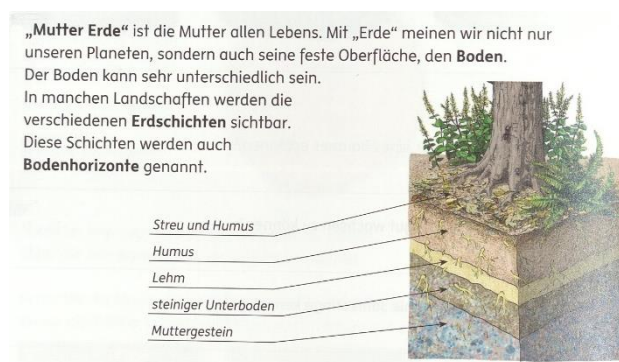 „Mutter Erde“ ist die Mutter allen Lebens. Mit „Erde“ meinen wir nicht nur
unseren Planeten, sondern auch seine feste Oberfläche, den Boden.
Der Boden kann sehr unterschiedlich sein.
In manchen Landschaften werden die
verschiedenen Erdschichten sichtbar.
Diese Schichten werden auch
Bodenhorizonte genannt.
Streu und Humus
Humus
Lehm
steiniger Unterboden
Muttergestein